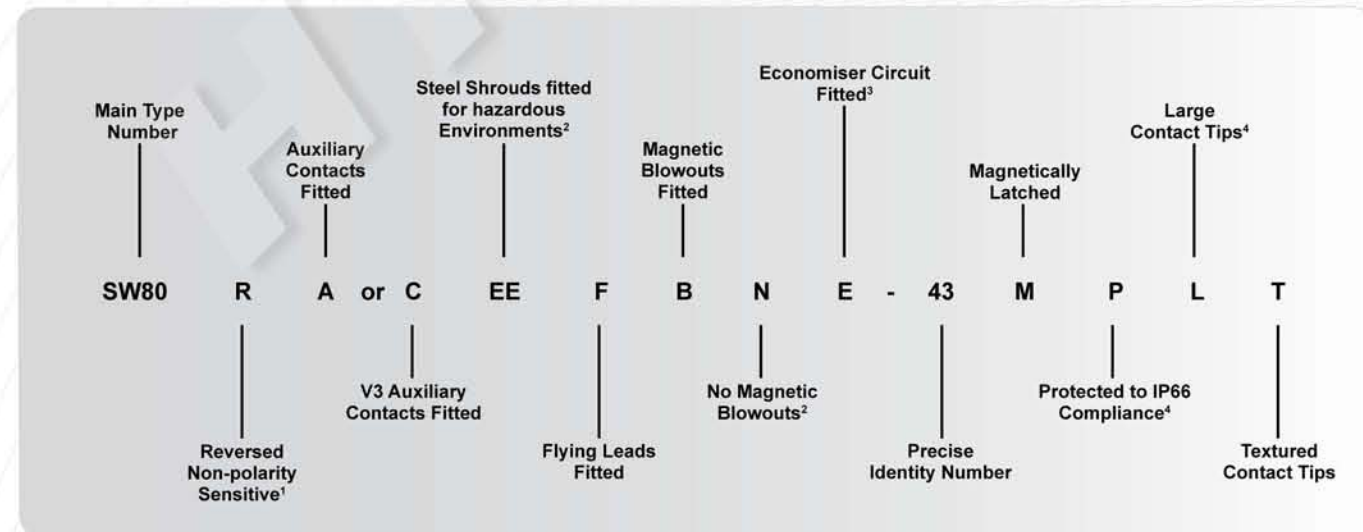 Economiser Circuit
Fitted³
Steel Shrouds fitted
for hazardous
Environments²
Main Type
Number
Large
Contact Tips⁴
Auxiliary
Contacts
Fitted
Magnetic
Blowouts
Fitted
Magnetically
Latched
SW80 R A or C EE F B N E - 43 M P L T
V3 Auxiliary
Contacts Fitted
No Magnetic
Blowouts²
Protected to IP66
Compliance⁴
Reversed
Non-polarity
Sensitive¹
Flying Leads
Fitted
Precise
Identity Number
Textured
Contact Tips